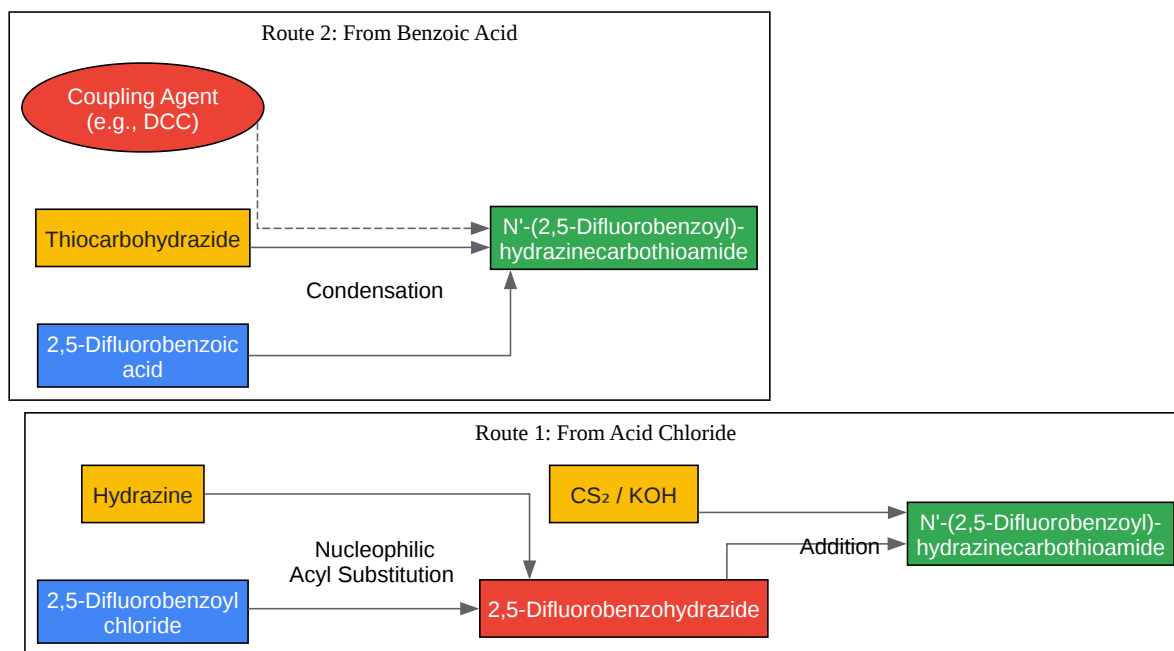 Route 2: From Benzoic Acid
Coupling Agent
(e.g., DCC)
Thiocarbohydrazide
N'-(2,5-Difluorobenzoyl)-
hydrazinecarbothioamide
Condensation
2,5-Difluorobenzoic
acid
Route 1: From Acid Chloride
Hydrazine
CS₂ / KOH
N'-(2,5-Difluorobenzoyl)-
hydrazinecarbothioamide
Nucleophilic
Acyl Substitution
Addition
2,5-Difluorobenzoyl
chloride
2,5-Difluorobenzohydrazide